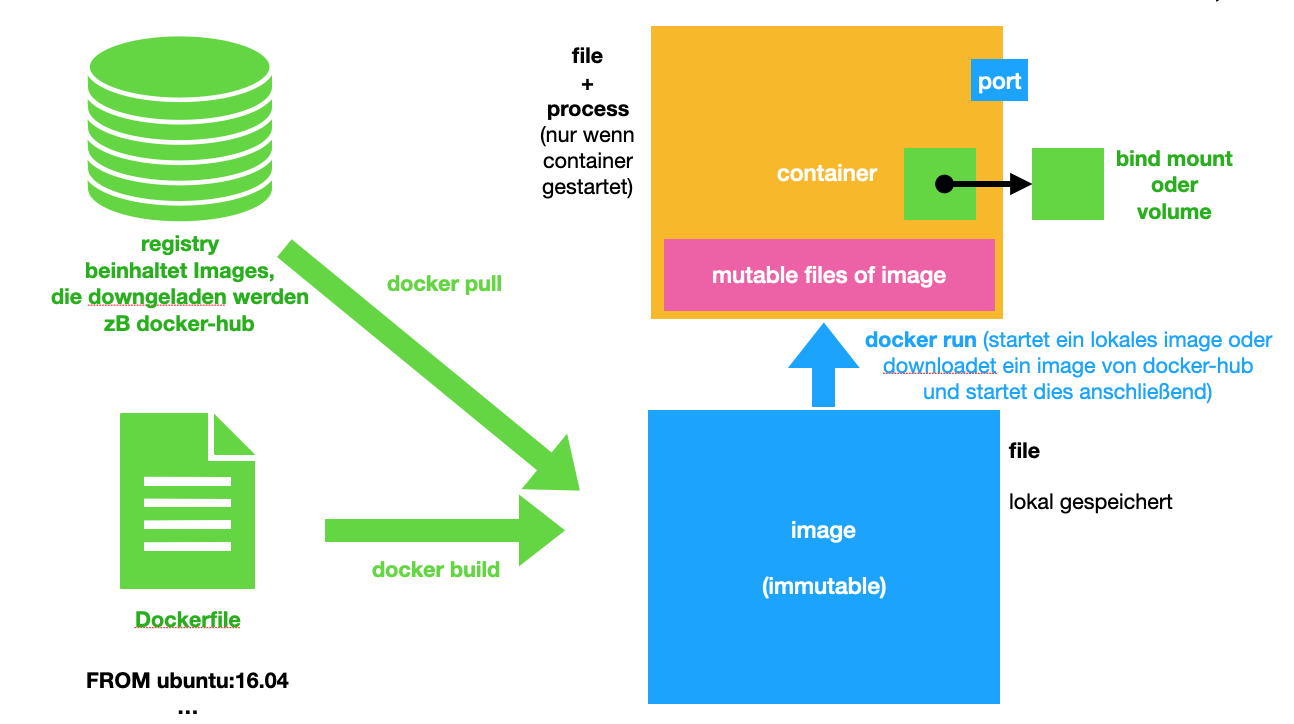 registry
beinhaltet Images,
die downgeladen werden
zB docker-hub
docker pull
Dockerfile
FROM ubuntu:16.04
...
docker build
file
+
process
(nur wenn
container
gestartet)
port
container
bind mount
oder
volume
mutable files of image
docker run (startet ein lokales image oder
downloadet ein image von docker-hub
und startet dies anschließend)
image
(immutable)
file
lokal gespeichert